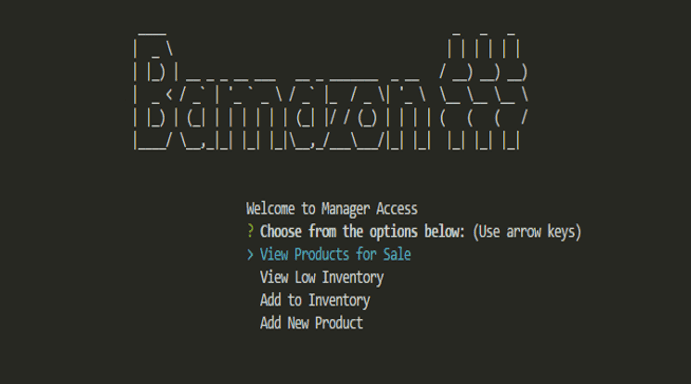 Bamazon $$$
Welcome to Manager Access
? Choose from the options below: (Use arrow keys)
> View Products for Sale
View Low Inventory
Add to Inventory
Add New Product